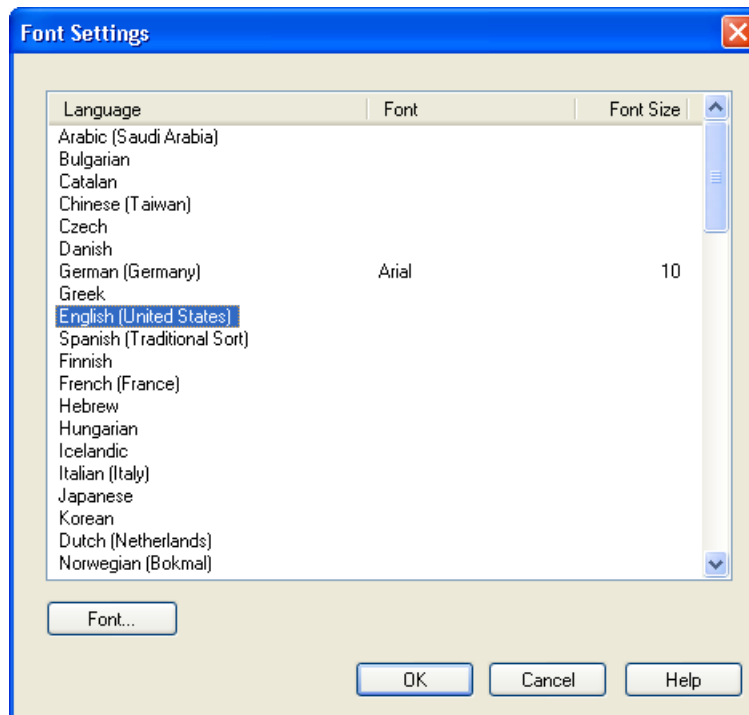 Font Settings
Language Font Font Size
Arabic (Saudi Arabia)
Bulgarian
Catalan
Chinese (Taiwan)
Czech
Danish
German (Germany) Arial 10
Greek
English (United States)
Spanish (Traditional Sort)
Finnish
French (France)
Hebrew
Hungarian
Icelandic
Italian (Italy)
Japanese
Korean
Dutch (Netherlands)
Norwegian (Bokmal)
Font...
OK Cancel Help